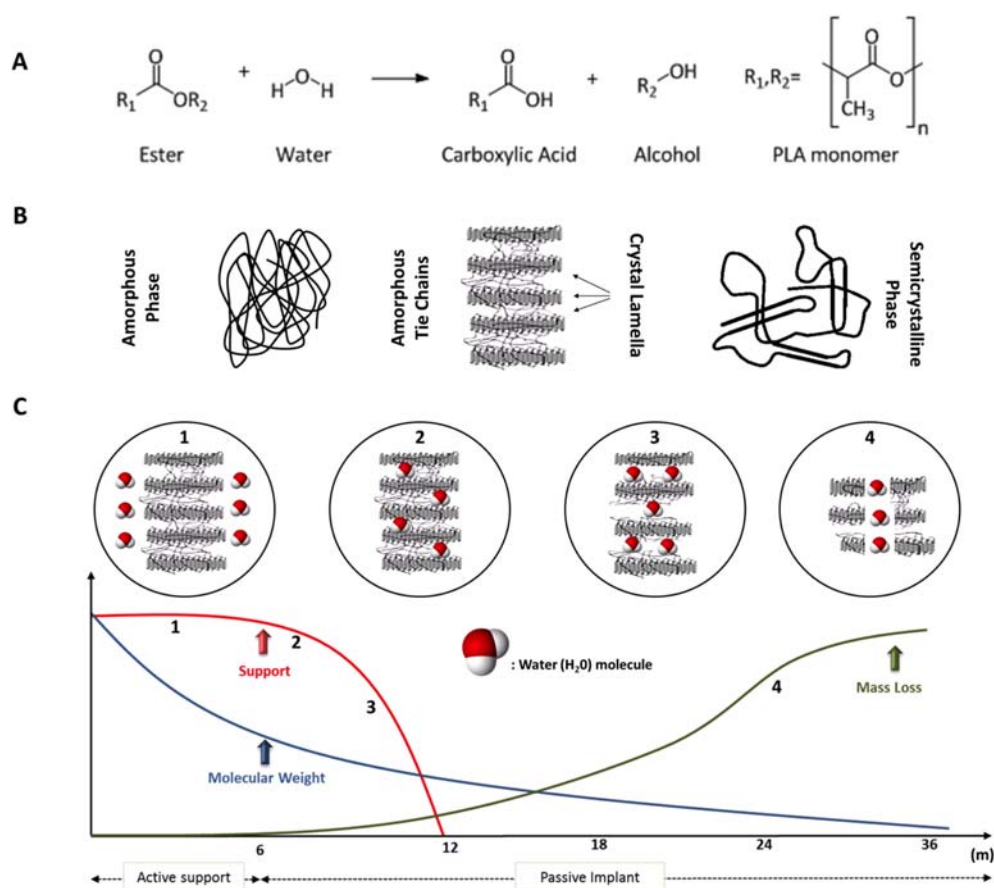 A
O
R1
OR2
+
O
H H
O
R1
OH
+
R2
OH
R1,R2=
O
O
CH3
n
Ester
Water
Carboxylic Acid
Alcohol
PLA monomer
B
Amorphous
Phase
Amorphous
Tie Chains
Crystal Lamella
Semicrystalline
Phase
C
1
2
3
4
1
2
3
4
Support
: Water (H20) molecule
Mass Loss
Molecular Weight
6
12
18
24
36
(m)
Active support
Passive Implant